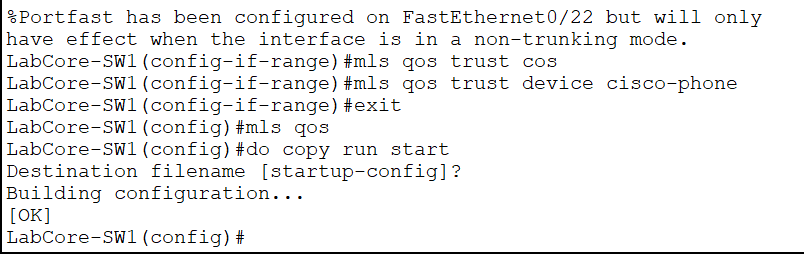 %Portfast has been configured on FastEthernet0/22 but will only
have effect when the interface is in a non-trunking mode.
LabCore-SW1(config-if-range)#mls qos trust cos
LabCore-SW1(config-if-range)#mls qos trust device cisco-phone
LabCore-SW1(config-if-range)#exit
LabCore-SW1(config)#mls qos
LabCore-SW1(config)#do copy run start
Destination filename [startup-config]?
Building configuration...
[OK]
LabCore-SW1(config)#